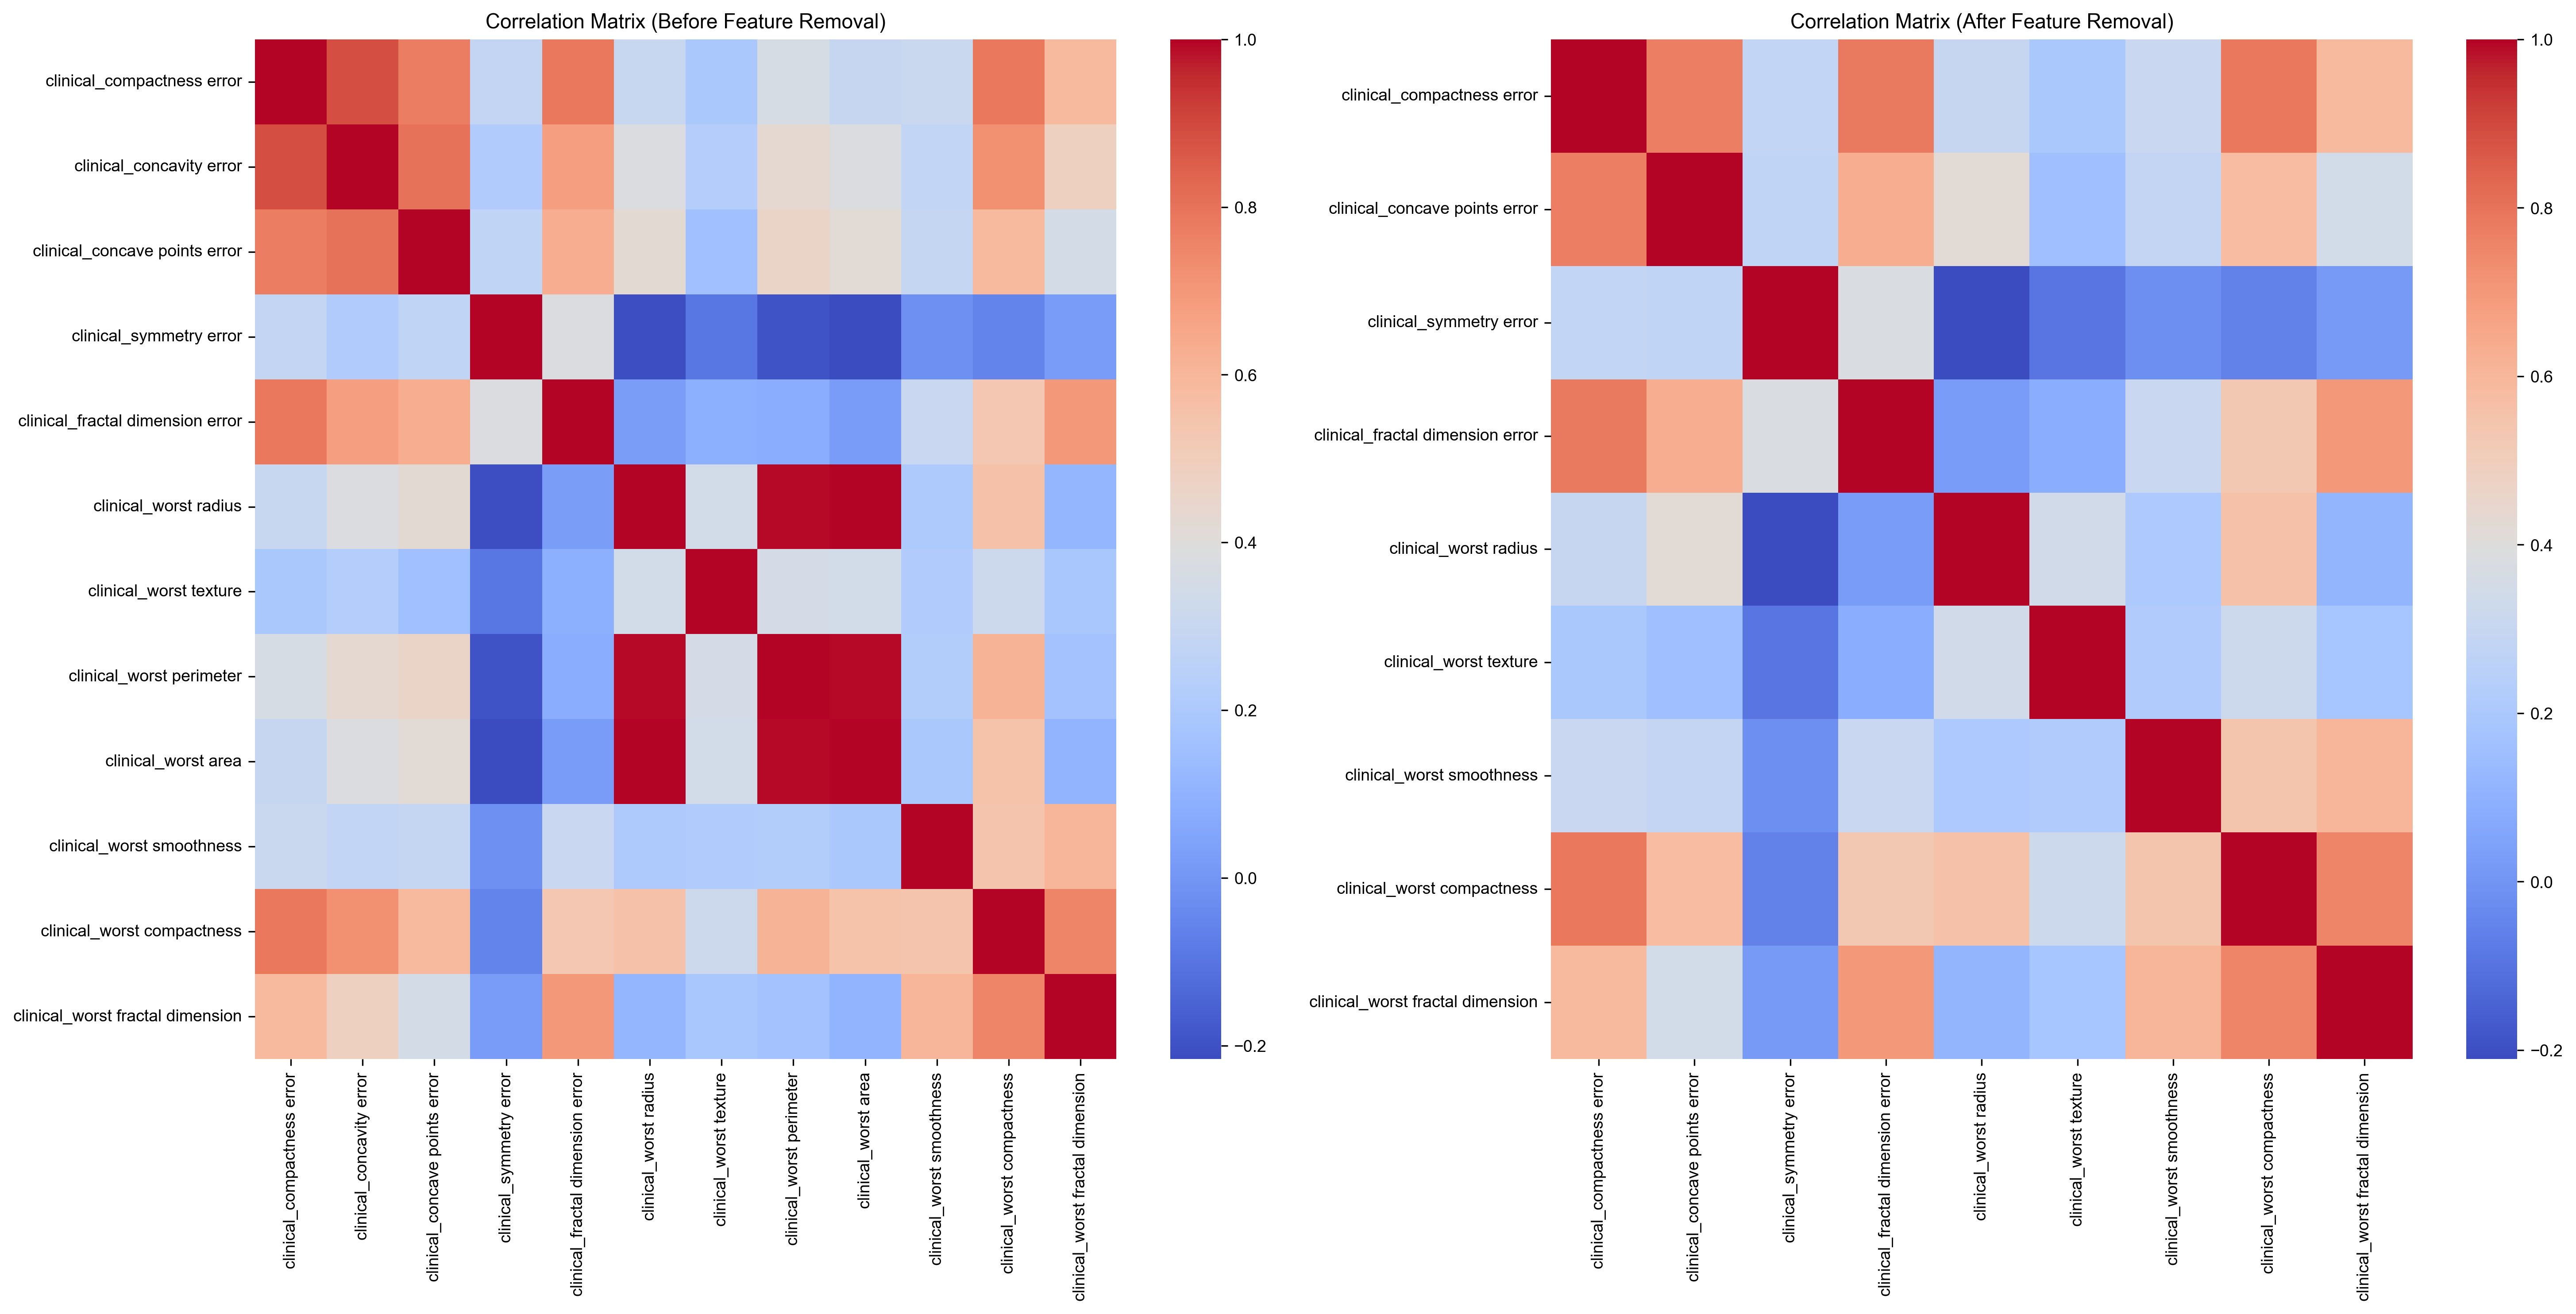 Correlation Matrix (Before Feature Removal)
clinical_compactness error
clinical_concavity error
clinical_concave points error
clinical_symmetry error
clinical_fractal dimension error
clinical_worst radius
clinical_worst texture
clinical_worst perimeter
clinical_worst area
clinical_worst smoothness
clinical_worst compactness
clinical_worst fractal dimension
clinical_compactness error
clinical_concavity error
clinical_concave points error
clinical_symmetry error
clinical_fractal dimension error
clinical_worst radius
clinical_worst texture
clinical_worst perimeter
clinical_worst area
clinical_worst smoothness
clinical_worst compactness
clinical_worst fractal dimension
1.0
0.8
0.6
0.4
0.2
0.0
−0.2
Correlation Matrix (After Feature Removal)
clinical_compactness error
clinical_concave points error
clinical_symmetry error
clinical_fractal dimension error
clinical_worst radius
clinical_worst texture
clinical_worst smoothness
clinical_worst compactness
clinical_worst fractal dimension
clinical_compactness error
clinical_concave points error
clinical_symmetry error
clinical_fractal dimension error
clinical_worst radius
clinical_worst texture
clinical_worst smoothness
clinical_worst compactness
clinical_worst fractal dimension
1.0
0.8
0.6
0.4
0.2
0.0
−0.2